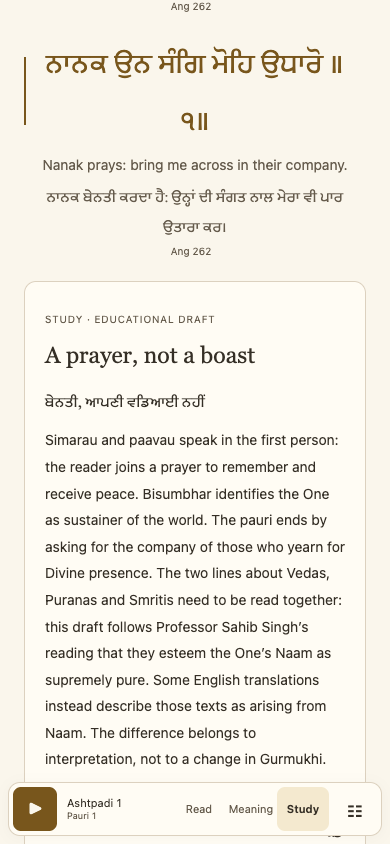 Ang 262
ਨਾਨਕ ਉਨ ਸੰਗਿ ਮੋਹਿ ਉਧਾਰੋ ॥
੧॥
Nanak prays: bring me across in their company.
ਨਾਨਕ ਬੇਨਤੀ ਕਰਦਾ ਹੈ: ਉਨ੍ਹਾਂ ਦੀ ਸੰਗਤ ਨਾਲ ਮੇਰਾ ਵੀ ਪਾਰ
ਉਤਾਰਾ ਕਰ।
Ang 262
STUDY · EDUCATIONAL DRAFT
A prayer, not a boast
ਬੇਨਤੀ, ਆਪਣੀ ਵਡਿਆਈ ਨਹੀਂ
Simarau and paavau speak in the first person:
the reader joins a prayer to remember and
receive peace. Bisumbhar identifies the One
as sustainer of the world. The pauri ends by
asking for the company of those who yearn for
Divine presence. The two lines about Vedas,
Puranas and Smritis need to be read together:
this draft follows Professor Sahib Singh’s
reading that they esteem the One’s Naam as
supremely pure. Some English translations
instead describe those texts as arising from
Naam. The difference belongs to
interpretation, not to a change in Gurmukhi.
Ashtpadi 1
Pauri 1
Read Meaning Study